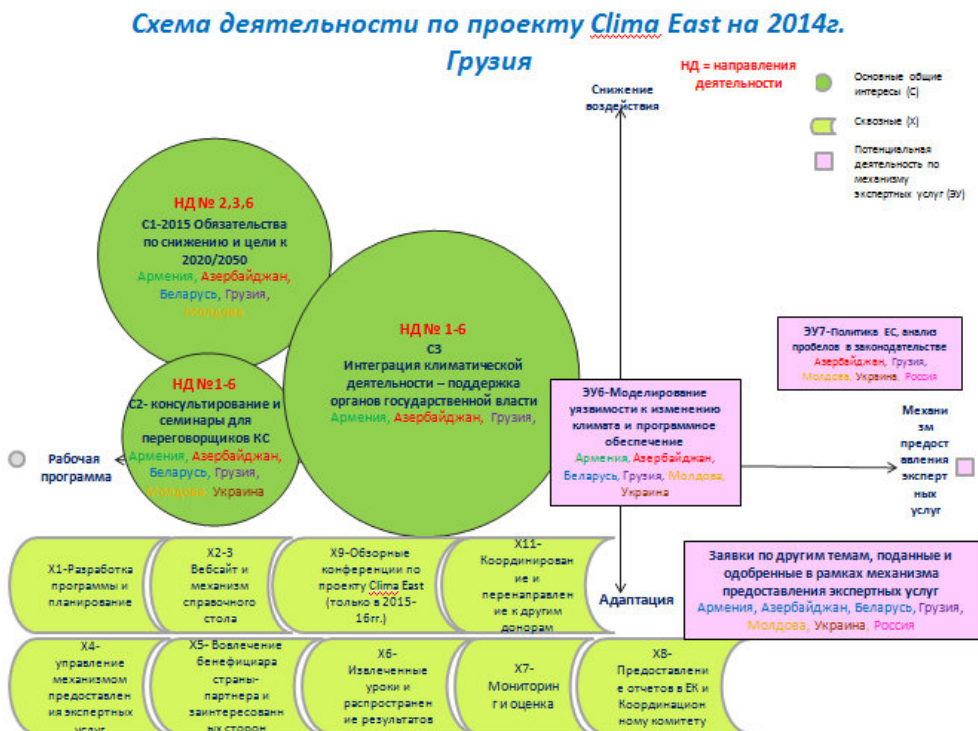 Схема деятельности по проекту Clima East на 2014г.
Грузия
НД = направления
деятельности
Снижение
воздействия
Основные общие
интересы (С)
Сквозные (Х)
Потенциальная
деятельность по
механизму
экспертных услуг (ЭУ)
НД № 2,3,6
С1-2015 Обязательства
по снижению и цели к
2020/2050
Армения, Азербайджан,
Беларусь, Грузия,
Молдова
НД № 1-6
С3
Интеграция климатической
деятельности – поддержка
органов государственной власти
Армения, Азербайджан, Грузия,
НД №1-6
С2- консультирование и
семинары для
переговорщиков КС
Армения, Азербайджан,
Беларусь, Грузия,
Молдова, Украина
ЭУ7-Политика ЕС, анализ
пробелов в законодательстве
Азербайджан, Грузия,
Молдова, Украина, Россия
ЭУ6-Моделирование
уязвимости к изменению
климата и программное
обеспечение
Армения, Азербайджан,
Беларусь, Грузия, Молдова,
Украина
Рабочая
программа
Механи
зм
предост
авления
эксперт
ных
услуг
Х1-Разработка
программы и
планирование
Х2-3
Вебсайт и
механизм
справочного
стола
Х9-Обзорные
конференции по
проекту Clima East
(только в 2015-
16гг.)
Х11-
Координирован
ие и
перенаправлен
ие к другим
донорам
Адаптация
Заявки по другим темам, поданные и
одобренные в рамках механизма
предоставления экспертных услуг
Армения, Азербайджан, Беларусь, Грузия,
Молдова, Украина, Россия
Х4-
управление
механизмом
предоставлен
ия экспертных
услуг
Х5- Вовлечение
бенефициара
страны-
партнера и
заинтересованн
ых сторон
Х6-
Извлеченные
уроки и
распростране
ние результатов
Х7-
Мониторин
г и оценка
Х8-
Предоставлени
е отчетов в ЕК и
Координацион
ному комитету